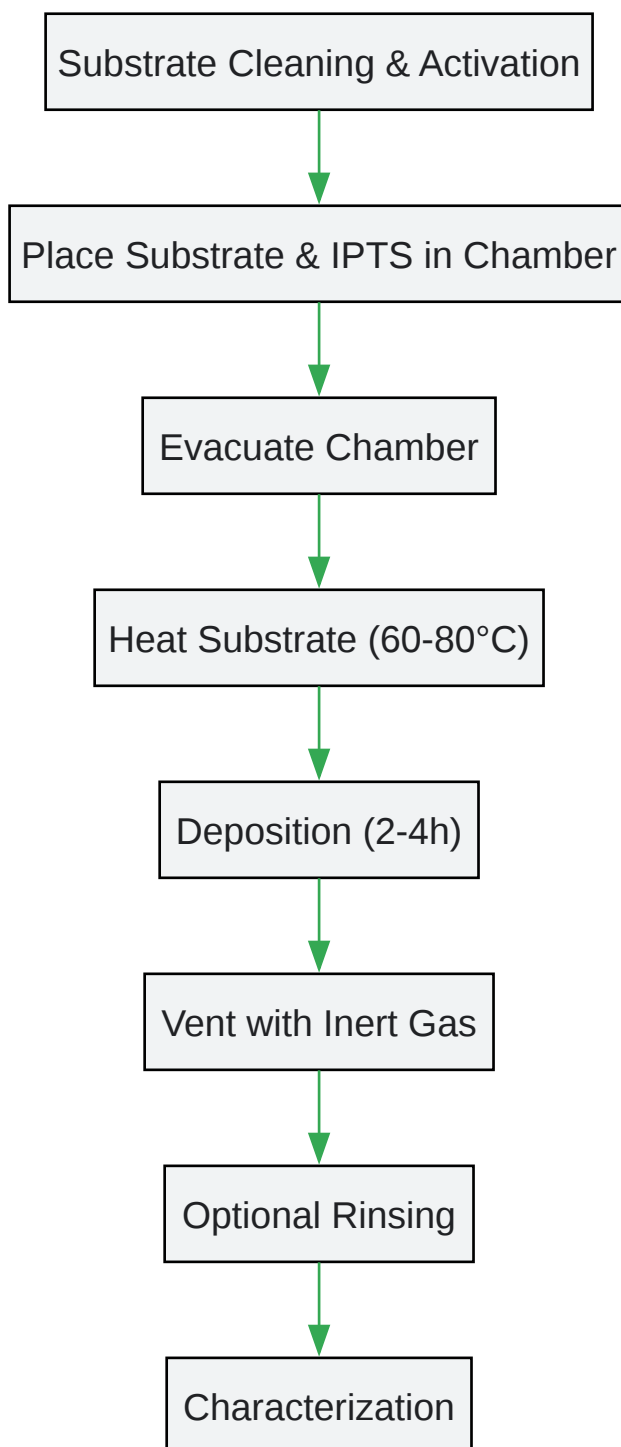 Substrate Cleaning & Activation
Place Substrate & IPTS in Chamber
Evacuate Chamber
Heat Substrate (60-80°C)
Deposition (2-4h)
Vent with Inert Gas
Optional Rinsing
Characterization